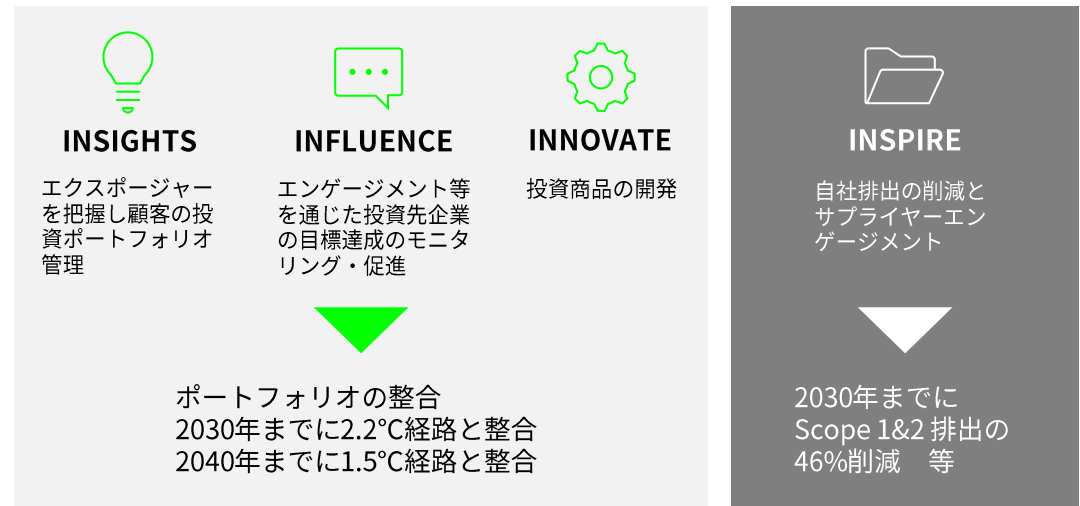 INSIGHTS
エクスポージャー
を把握し顧客の投
資ポートフォリオ
管理
INFLUENCE
エンゲージメント等
を通じた投資先企業
の目標達成のモニタ
リング・促進
INNOVATE
投資商品の開発
ポートフォリオの整合
2030年までに2.2℃経路と整合
2040年までに1.5℃経路と整合
INSPIRE
自社排出の削減と
サプライヤーエン
ゲージメント
2030年までに
Scope 1&2 排出の
46%削減　等